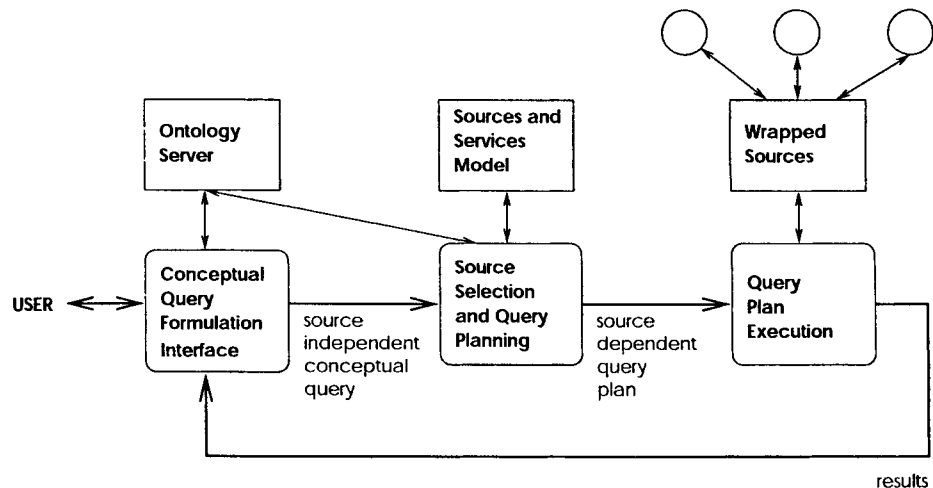 Ontology
Server
Sources and
Services
Model
Wrapped
Sources
USER
Conceptual
Query
Formulation
Interface
source
independent
conceptual
query
Source
Selection
and Query
Planning
source
dependent
query
plan
Query
Plan
Execution
results